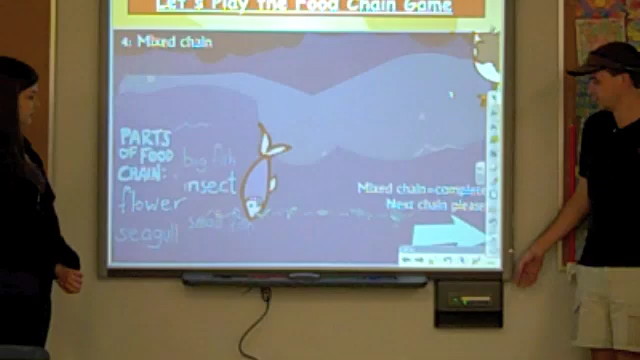 Let's Play the Food Chain Game
4: Mixed chain
PARTS
OF FOOD
CHAIN:
big fish
insect
flower
small fish
seagull
Mixed chain complete
Next chain please